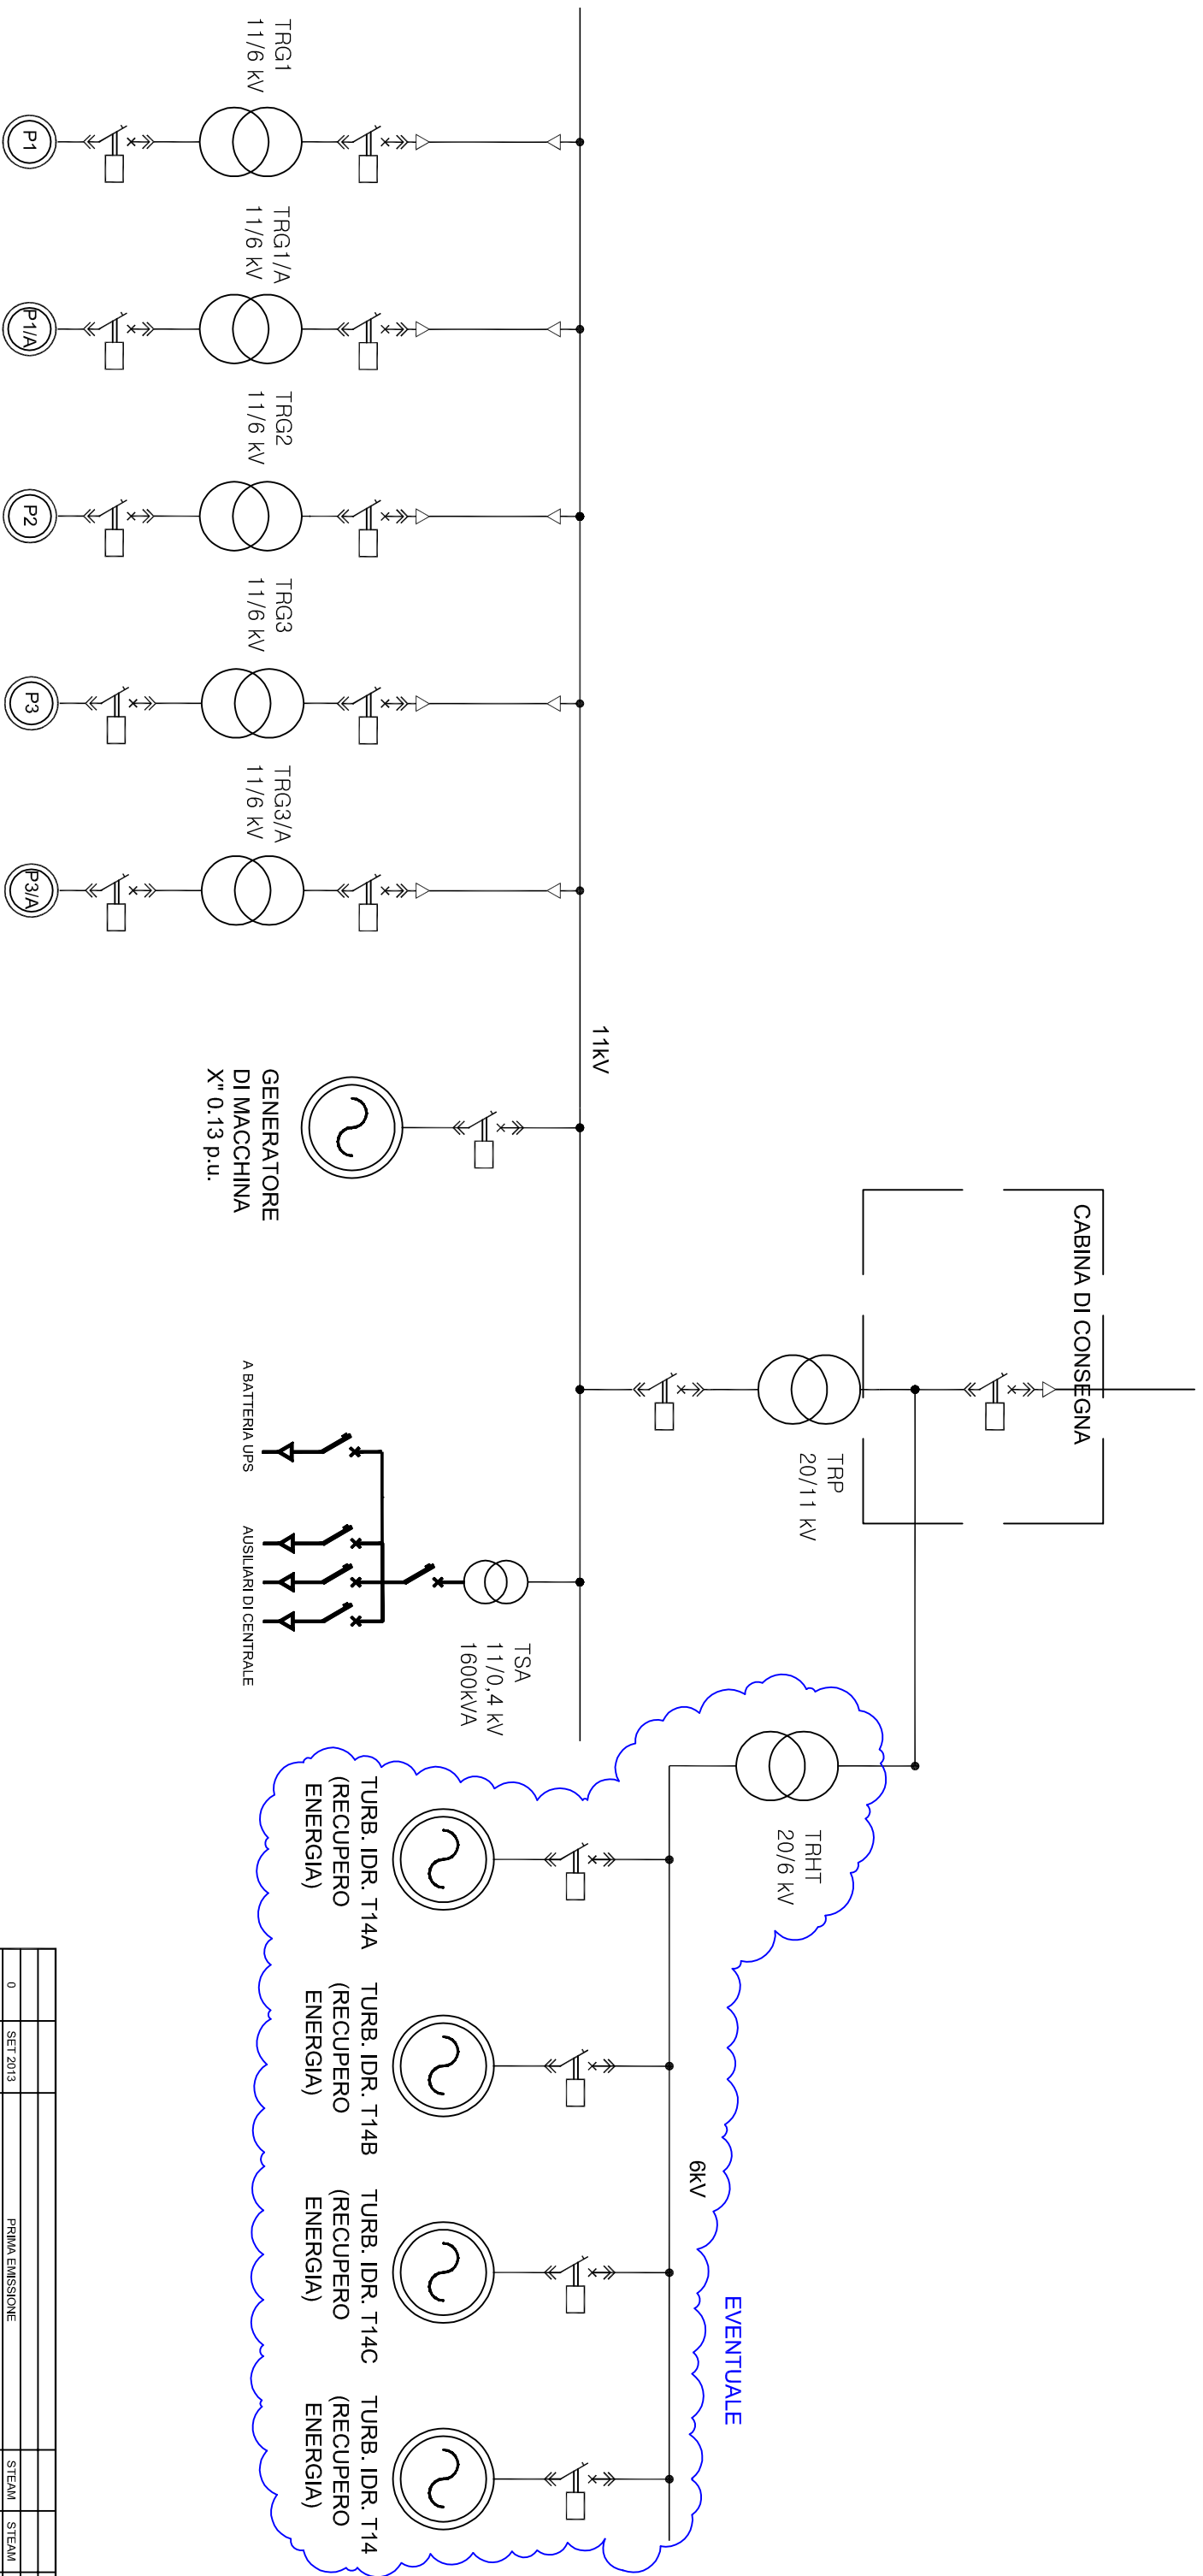 CABINA DI CONSEGNA
TRP
20/11 kV
TRHT
20/6 kV
EVENTUALE
6kV
11kV
TSA
11/0,4 kV
1600kVA
TRG1
11/6 kV
TRG1/A
11/6 kV
TRG2
11/6 kV
TRG3
11/6 kV
TRG3/A
11/6 kV
GENERATORE
DI MACCHINA
X" 0.13 p.u.
A BATTERIA UPS
AUSILIARI DI CENTRALE
TURB. IDR. T14A
(RECUPERO
ENERGIA)
TURB. IDR. T14B
(RECUPERO
ENERGIA)
TURB. IDR. T14C
(RECUPERO
ENERGIA)
TURB. IDR. T14
(RECUPERO
ENERGIA)
P1
P1/A
P2
P3
P3/A
0 SET 2013 PRIMA EMISSIONE STEAM STEAM